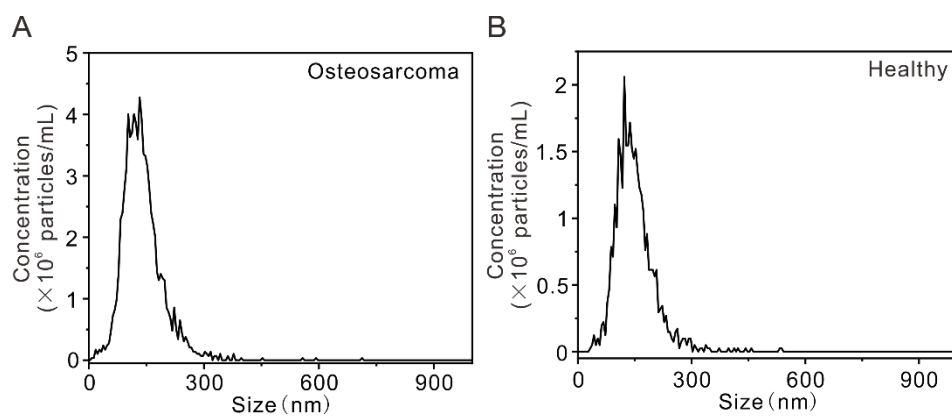 A
Osteosarcoma
Concentration
(×10⁶ particles/mL)
5
4
3
2
1
0
0 300 600 900
Size(nm)
B
Healthy
Concentration
(×10⁶ particles/mL)
2
1.5
1
0.5
0
0 300 600 900
Size(nm)